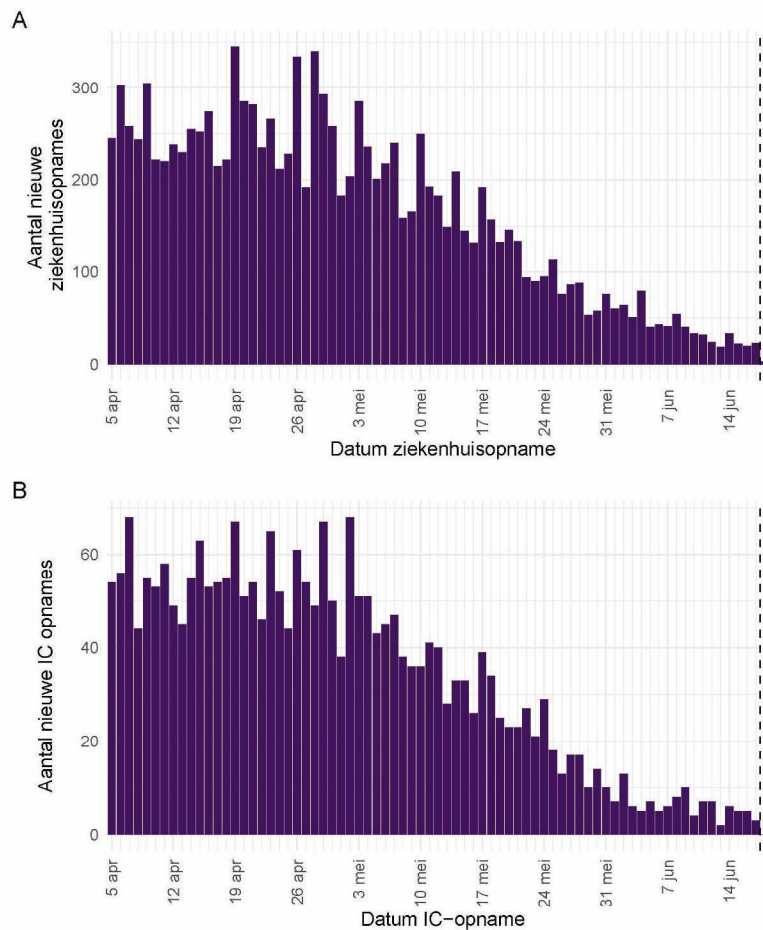 A
Aantal nieuwe
ziekenhuisopnames
300
200
100
0
5 apr
12 apr
19 apr
26 apr
3 mei
10 mei
17 mei
24 mei
31 mei
7 jun
14 jun
Datum ziekenhuisopname
B
Aantal nieuwe IC opnames
60
40
20
0
5 apr
12 apr
19 apr
26 apr
3 mei
10 mei
17 mei
24 mei
31 mei
7 jun
14 jun
Datum IC−opname